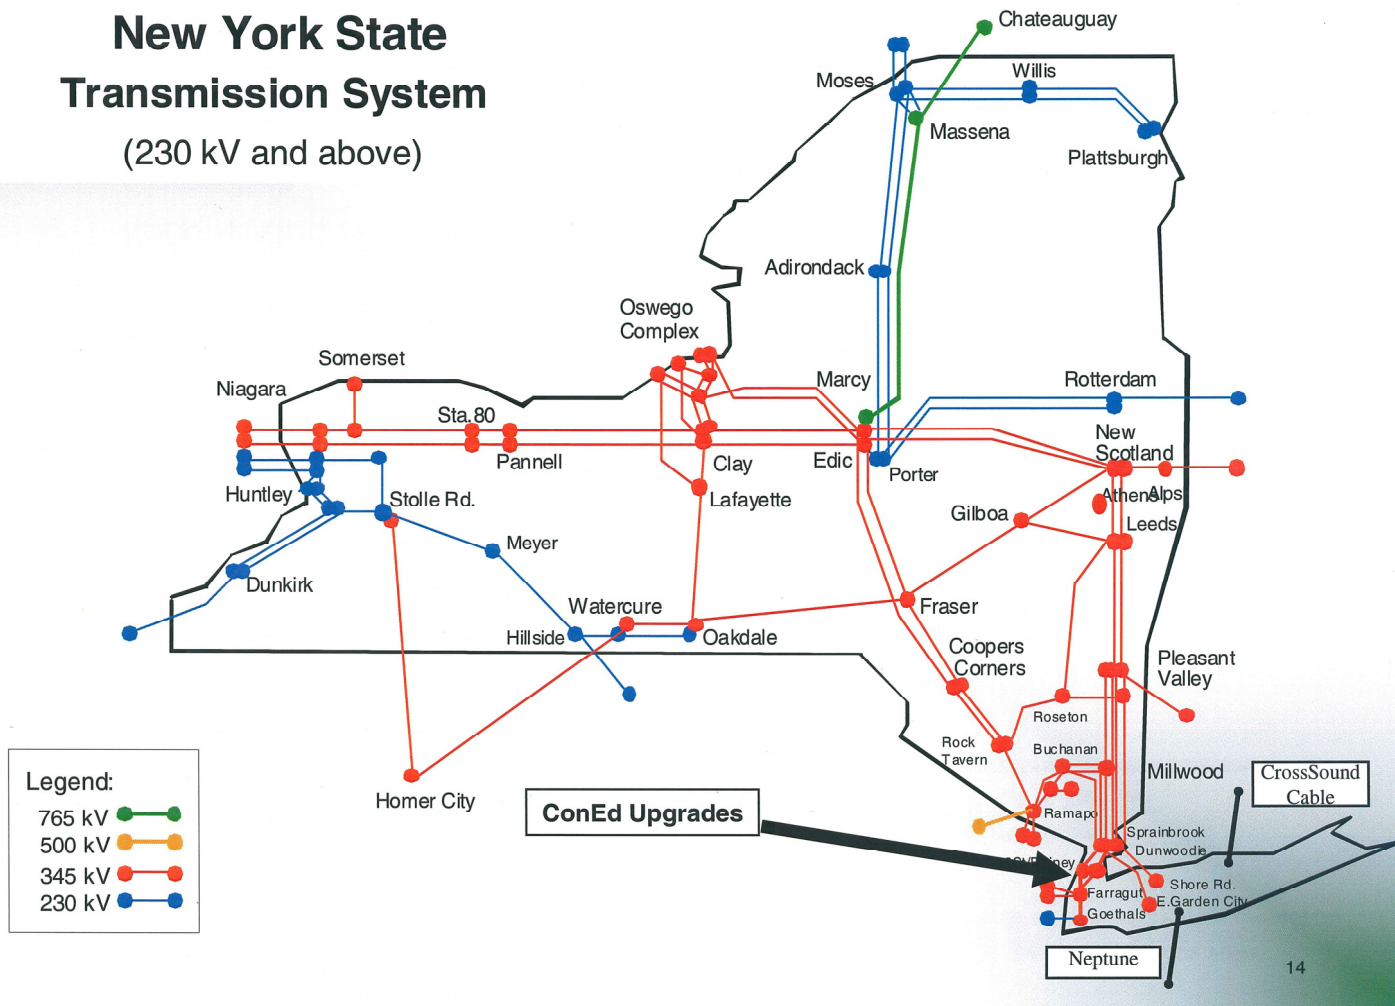 New York State
Transmission System
(230 kV and above)
Chateauguay
Moses
Willis
Massena
Plattsburgh
Adirondack
Oswego
Complex
Somerset
Niagara
Marcy
Rotterdam
Sta.80
New
Scotland
Pannell
Clay
Edic
Porter
Huntley
Stolle Rd.
Lafayette
Athens
Alps
Gilboa
Leeds
Meyer
Dunkirk
Watercure
Fraser
Hillside
Oakdale
Coopers
Corners
Pleasant
Valley
Roseton
Rock
Tavern
Buchanan
Millwood
CrossSound
Cable
Legend:
765 kV
500 kV
345 kV
230 kV
Homer City
ConEd Upgrades
Ramapo
Sprainbrook
Dunwoodie
Shore Rd.
Farragut
E.Garden City
Goethals
Neptune
14